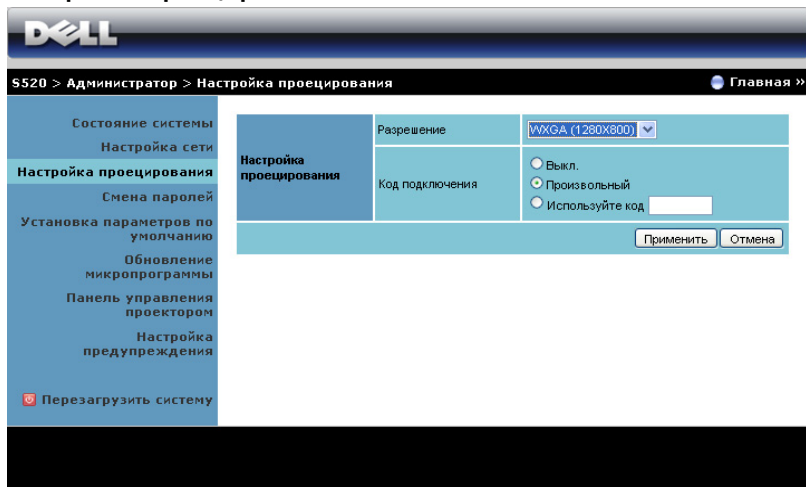 DELL
S520 > Администратор > Настройка проецирования
Главная »
Состояние системы
Настройка сети
Настройка проецирования
Смена паролей
Установка параметров по
умолчанию
Обновление
микропрограммы
Панель управления
проектором
Настройка
предупреждения
Перезагрузить систему
Настройка
проецирования
Разрешение
WXGA (1280X800)
Код подключения
Выкл.
Произвольный
Используйте код
Применить
Отмена